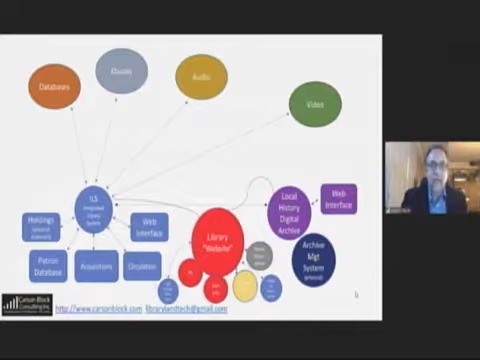 Databases
Ebooks
Audio
Video
ILS
Integrated
Library
System
Holdings
Web
Interface
Patron
Database
Acquisitions
Circulation
Library
"Website"
Local
History
Digital
Archive
Web
Interface
Archive
Mgt
System
Carson Block
Consulting Inc.
http://www.carsonblock.com librarylandtech@gmail.com